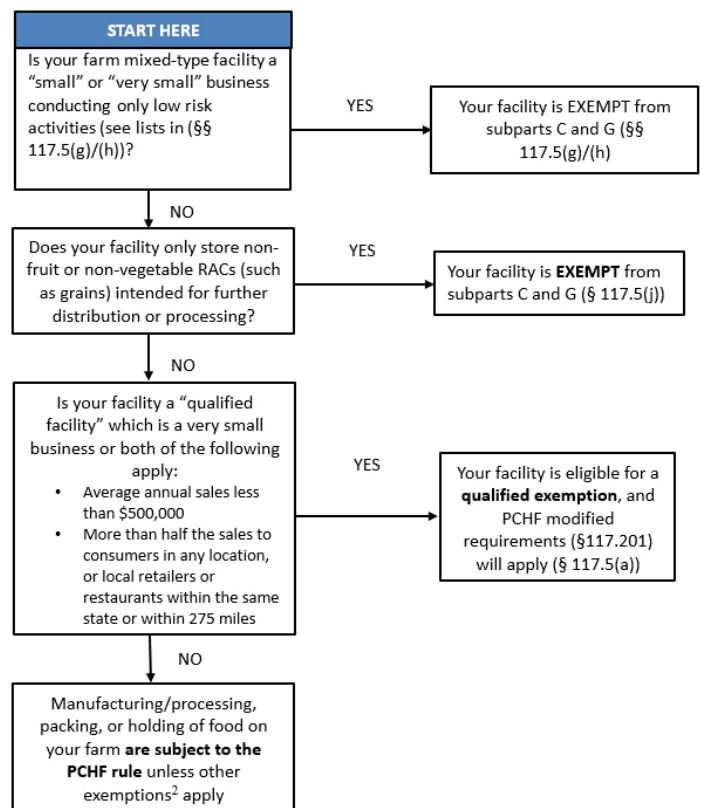 START HERE
Is your farm mixed-type facility a
“small” or “very small” business
conducting only low risk
activities (see lists in (§§
117.5(g)/(h))?
YES
Your facility is EXEMPT from
subparts C and G (§§
117.5(g)/(h)
NO
Does your facility only store non-
fruit or non-vegetable RACs (such
as grains) intended for further
distribution or processing?
YES
Your facility is EXEMPT from
subparts C and G (§ 117.5(j))
NO
Is your facility a “qualified
facility” which is a very small
business or both of the following
apply:
• Average annual sales less
than $500,000
• More than half the sales to
consumers in any location,
or local retailers or
restaurants within the same
state or within 275 miles
YES
Your facility is eligible for a
qualified exemption, and
PCHF modified
requirements (§117.201)
will apply (§ 117.5(a))
NO
Manufacturing/processing,
packing, or holding of food on
your farm are subject to the
PCHF rule unless other
exemptions² apply